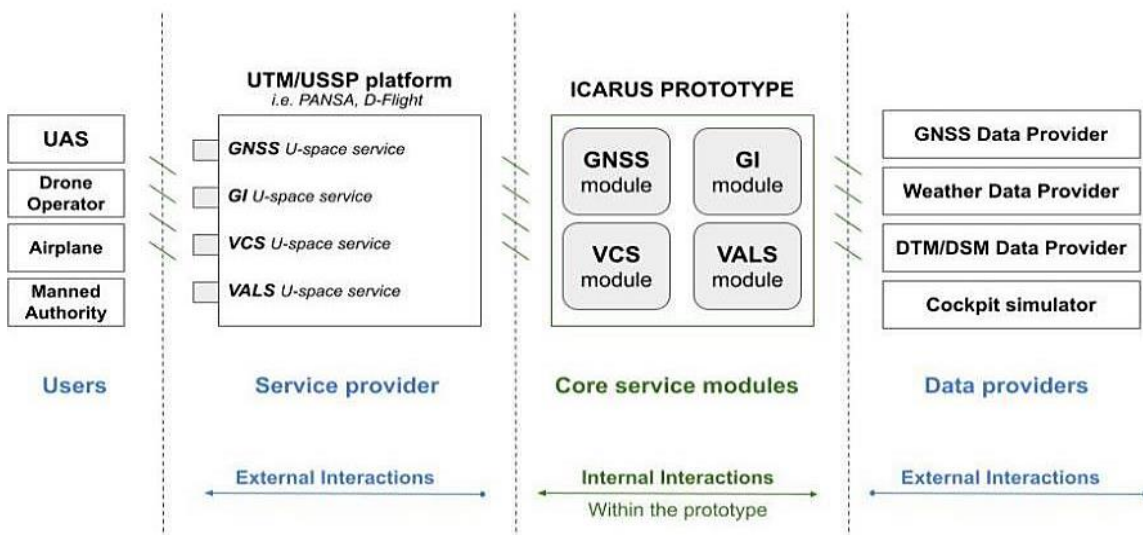 UTM/USSP platform
i.e. PANSA, D-Flight
ICARUS PROTOTYPE
UAS
Drone
Operator
Airplane
Manned
Authority
GNSS U-space service
GI U-space service
VCS U-space service
VALS U-space service
GNSS
module
GI
module
VCS
module
VALS
module
GNSS Data Provider
Weather Data Provider
DTM/DSM Data Provider
Cockpit simulator
Users
Service provider
Core service modules
Data providers
External Interactions
Internal Interactions
Within the prototype
External Interactions